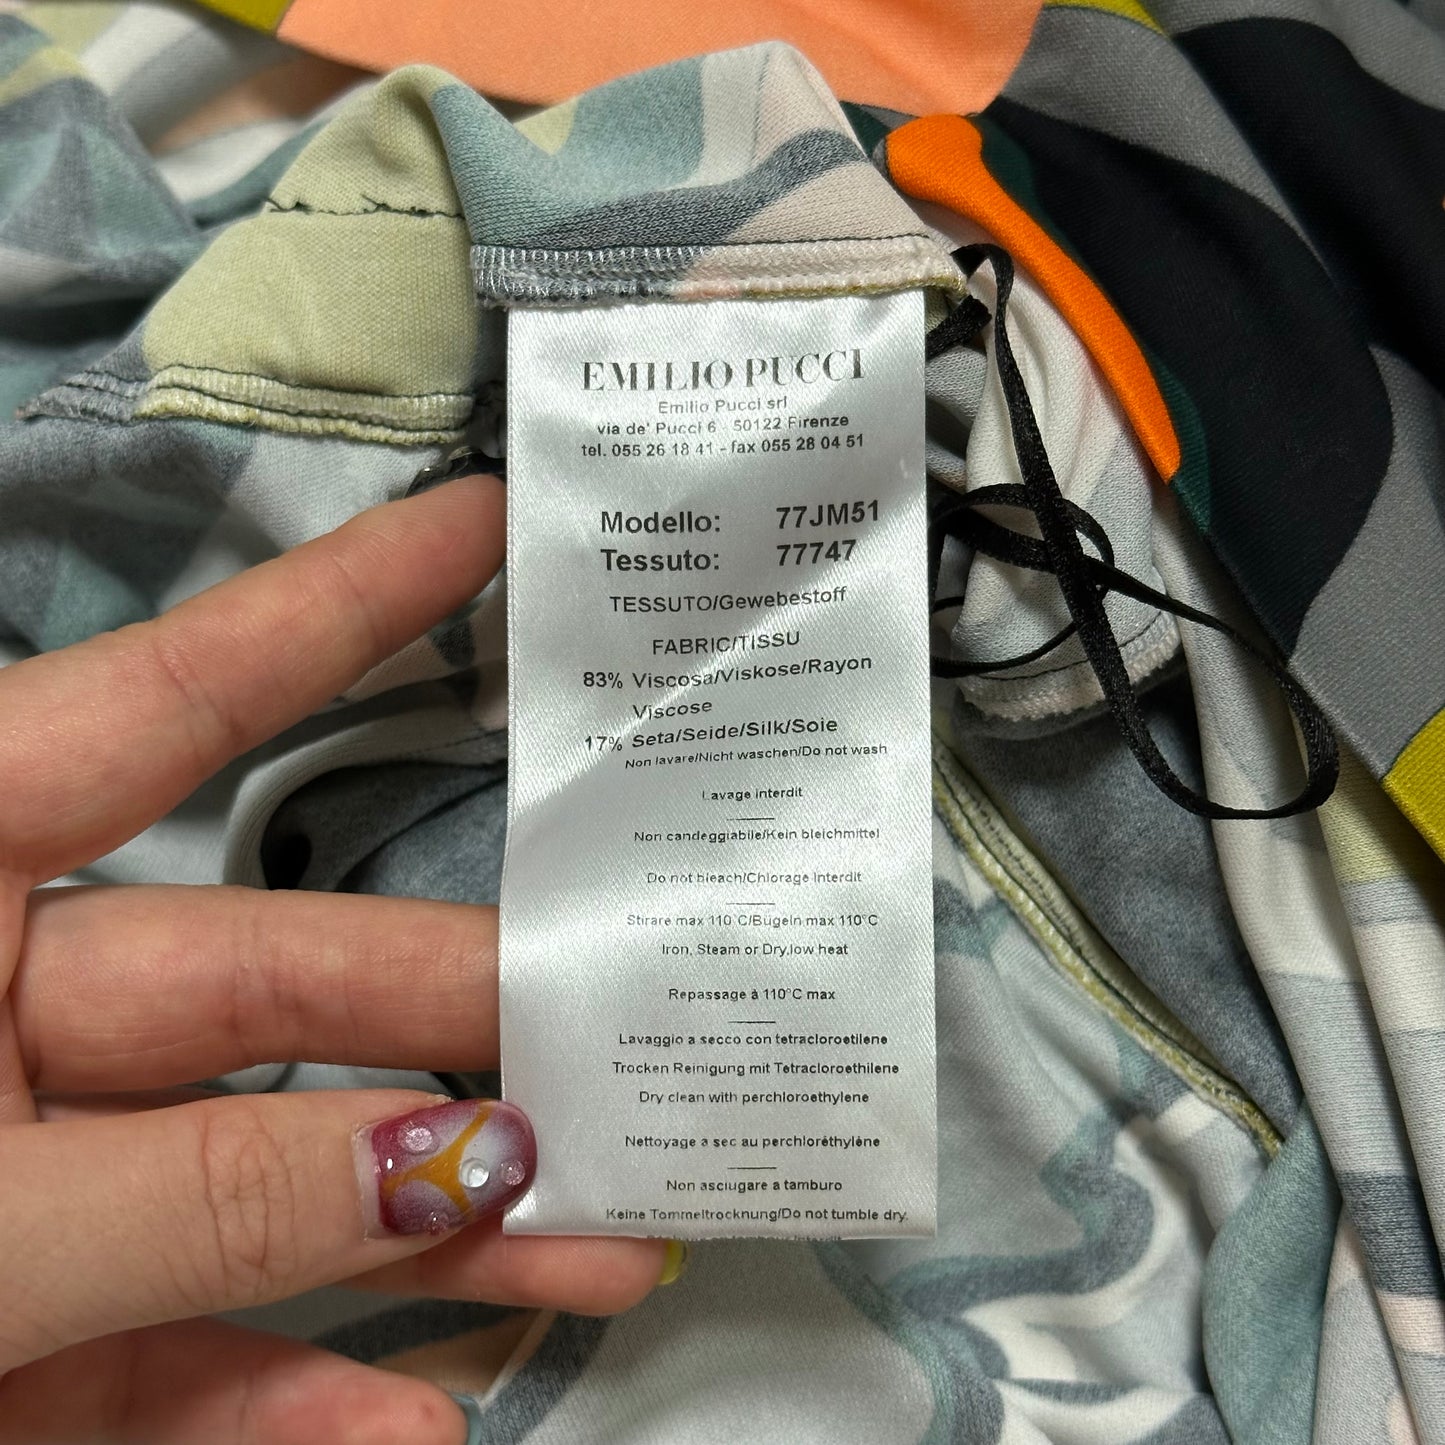 EMILIO PUCCI
Emilio Pucci srl
via de' Pucci 6 - 50122 Firenze
tel. 055 26 18 41 - fax 055 28 04 51
Modello: 77JM51
Tessuto: 77747
TESSUTO/Gewebestoff
FABRIC/TISSU
83% Viscosa/Viskose/Rayon
Viscose
17% Seta/Seide/Silk/Soie
Non lavare/Nicht waschen/Do not wash
Lavage interdit
Non candeggiabile/Kein bleichmittel
Do not bleach/Chlorage Interdit
Stirare max 110°C/Bügeln max 110°C
Iron, Steam or Dry,low heat
Repassage à 110°C max
Lavaggio a secco con tetracloroetilene
Trocken Reinigung mit Tetracloroethilene
Dry clean with perchloroethylene
Nettoyage a sec au perchloréthylène
Non asciugare a tamburo
Keine Tommeltrocknung/Do not tumble dry.